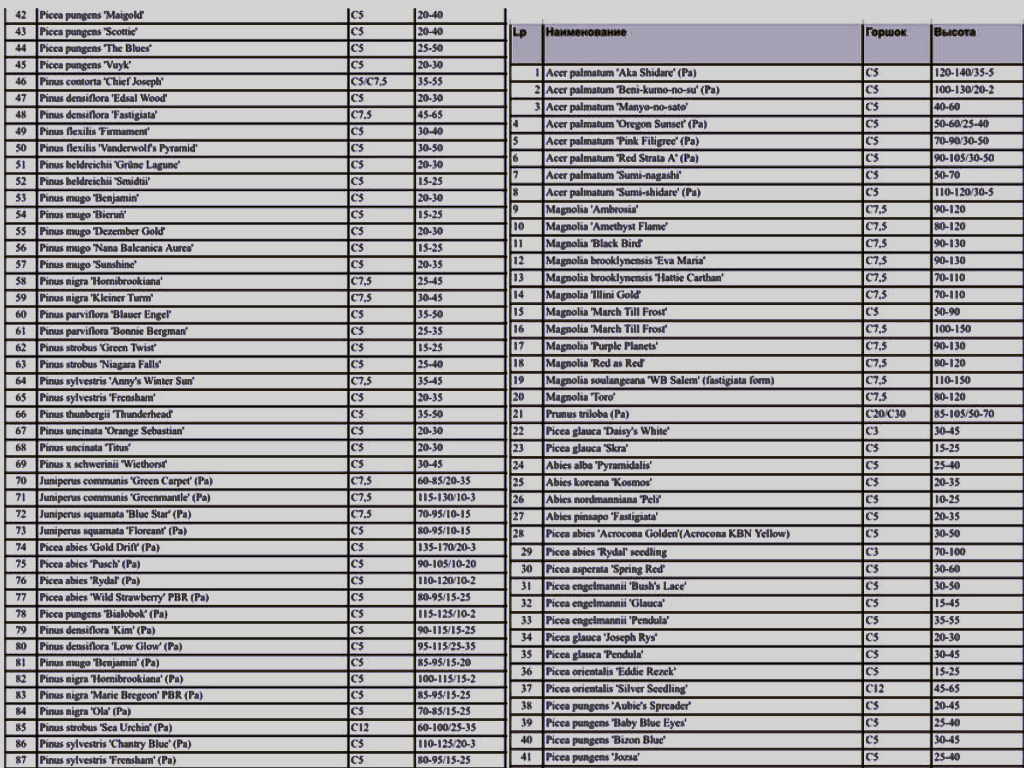 42 Picea pungens 'Maigold' C5 20-40
43 Picea pungens 'Scottie' C5 20-40
44 Picea pungens 'The Blues' C5 25-50
45 Picea pungens 'Vuyk' C5 20-30
46 Pinus contorta 'Chief Joseph' C5/C7,5 35-55
47 Pinus densiflora 'Edsal Wood' C5 20-30
48 Pinus densiflora 'Fastigiata' C7,5 45-65
49 Pinus flexilis 'Firmament' C5 30-40
50 Pinus flexilis 'Vanderwolf's Pyramid' C5 30-50
51 Pinus heldreichii 'Grüne Lagune' C5 20-30
52 Pinus heldreichii 'Smidtii' C5 15-25
53 Pinus mugo 'Benjamin' C5 20-30
54 Pinus mugo 'Bieruń' C5 15-25
55 Pinus mugo 'Dezember Gold' C5 20-30
56 Pinus mugo 'Nana Balcanica Aurea' C5 15-25
57 Pinus mugo 'Sunshine' C5 20-35
58 Pinus nigra 'Hornibrookiana' C7,5 25-45
59 Pinus nigra 'Kleiner Turm' C7,5 30-45
60 Pinus parviflora 'Blauer Engel' C5 35-50
61 Pinus parviflora 'Bonnie Bergman' C5 25-35
62 Pinus strobus 'Green Twist' C5 15-25
63 Pinus strobus 'Niagara Falls' C5 25-40
64 Pinus sylvestris 'Anny's Winter Sun' C7,5 35-45
65 Pinus sylvestris 'Frensham' C5 20-35
66 Pinus thunbergii 'Thunderhead' C5 35-50
67 Pinus uncinata 'Orange Sebastian' C5 20-30
68 Pinus uncinata 'Titus' C5 20-30
69 Pinus x schwerinii 'Wiethorst' C5 30-45
70 Juniperus communis 'Green Carpet' (Pa) C7,5 60-85/20-35
71 Juniperus communis 'Greenmantle' (Pa) C7,5 115-130/10-3
72 Juniperus squamata 'Blue Star' (Pa) C7,5 70-95/10-15
73 Juniperus squamata 'Floreant' (Pa) C5 80-95/10-15
74 Picea abies 'Gold Drift' (Pa) C5 135-170/20-3
75 Picea abies 'Pusch' (Pa) C5 90-105/10-20
76 Picea abies 'Rydal' (Pa) C5 110-120/10-2
77 Picea abies 'Wild Strawberry' PBR (Pa) C5 80-95/15-25
78 Picea pungens 'Białobok' (Pa) C5 115-125/10-2
79 Pinus densiflora 'Kim' (Pa) C5 90-115/15-25
80 Pinus densiflora 'Low Glow' (Pa) C5 95-115/25-35
81 Pinus mugo 'Benjamin' (Pa) C5 85-95/15-20
82 Pinus nigra 'Hornibrookiana' (Pa) C5 100-115/15-2
83 Pinus nigra 'Marie Bregeon' PBR (Pa) C5 85-95/15-25
84 Pinus nigra 'Ola' (Pa) C5 70-85/15-25
85 Pinus strobus 'Sea Urchin' (Pa) C12 60-100/25-35
86 Pinus sylvestris 'Chantry Blue' (Pa) C5 110-125/20-3
87 Pinus sylvestris 'Frensham' (Pa) C5 80-95/15-25
Lp Наименование Горшок Высота
1 Acer palmatum 'Aka Shidare' (Pa) C5 120-140/35-5
2 Acer palmatum 'Beni-kumo-no-su' (Pa) C5 100-130/20-2
3 Acer palmatum 'Manyo-no-sato' C5 40-60
4 Acer palmatum 'Oregon Sunset' (Pa) C5 50-60/25-40
5 Acer palmatum 'Pink Filigree' (Pa) C5 70-90/30-50
6 Acer palmatum 'Red Strata A' (Pa) C5 90-105/30-50
7 Acer palmatum 'Sumi-nagashi' C5 50-70
8 Acer palmatum 'Sumi-shidare' (Pa) C5 110-120/30-5
9 Magnolia 'Ambrosia' C7,5 90-120
10 Magnolia 'Amethyst Flame' C7,5 80-120
11 Magnolia 'Black Bird' C7,5 90-130
12 Magnolia brooklynensis 'Eva Maria' C7,5 90-130
13 Magnolia brooklynensis 'Hattie Carthan' C7,5 70-110
14 Magnolia 'Illini Gold' C7,5 70-110
15 Magnolia 'March Till Frost' C5 50-90
16 Magnolia 'March Till Frost' C7,5 100-150
17 Magnolia 'Purple Planets' C7,5 90-130
18 Magnolia 'Red as Red' C7,5 80-120
19 Magnolia soulangeana 'WB Salem' (fastigiata form) C7,5 110-150
20 Magnolia 'Toro' C7,5 80-120
21 Prunus triloba (Pa) C20/C30 85-105/50-70
22 Picea glauca 'Daisy's White' C3 30-45
23 Picea glauca 'Skra' C5 15-25
24 Abies alba 'Pyramidalis' C5 25-40
25 Abies koreana 'Kosmos' C5 20-35
26 Abies nordmanniana 'Peli' C5 10-25
27 Abies pinsapo 'Fastigiata' C5 20-35
28 Picea abies 'Acrocona Golden'(Acrocona KBN Yellow) C5 30-50
29 Picea abies 'Rydal' seedling C3 70-100
30 Picea asperata 'Spring Red' C5 30-60
31 Picea engelmannii 'Bush's Lace' C5 30-50
32 Picea engelmannii 'Glauca' C5 15-45
33 Picea engelmannii 'Pendula' C5 35-55
34 Picea glauca 'Joseph Rys' C5 20-30
35 Picea glauca 'Pendula' C5 30-45
36 Picea orientalis 'Eddie Rezek' C5 15-25
37 Picea orientalis 'Silver Seedling' C12 45-65
38 Picea pungens 'Aubie's Spreader' C5 20-45
39 Picea pungens 'Baby Blue Eyes' C5 25-40
40 Picea pungens 'Bizon Blue' C5 30-45
41 Picea pungens 'Jozsa' C5 25-40